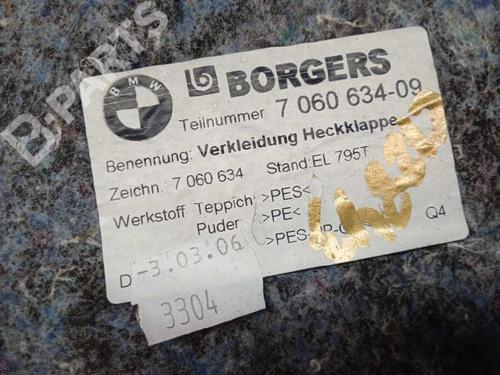 B-PARTS
BMW
BORGERS
Teilnummer 7 060 634-09
Benennung: Verkleidung Heckklappe
Zeichn. 7 060 634 Stand: EL 795T
Werkstoff Teppich: >PES<
Puder >PE<
>PES
Q4
D -3.03.06
3304